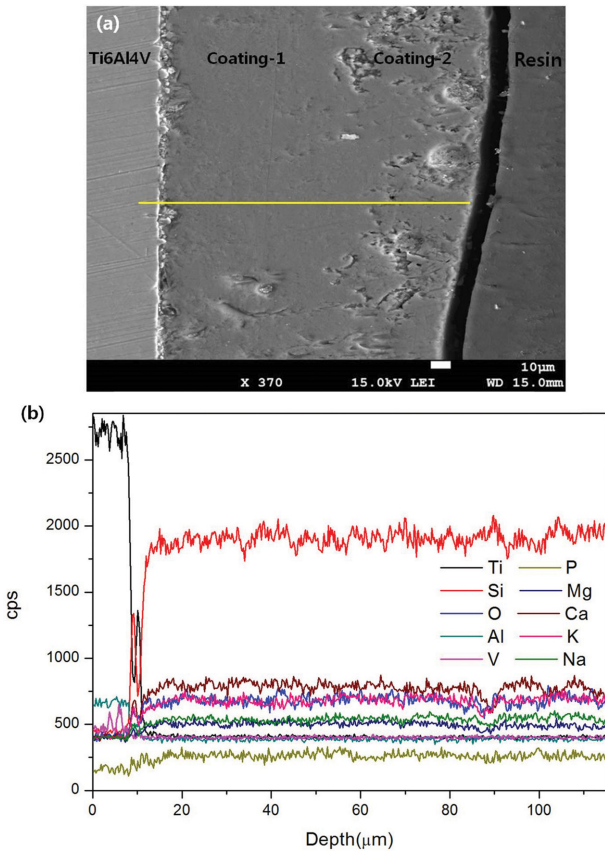 (a)
Ti6Al4V Coating-1 Coating-2 Resin
10μm
X 370 15.0kV LEI WD 15.0mm
(b)
2500
2000
1500
1000
500
0
cps
Ti P
Si Mg
O Ca
Al K
V Na
0 20 40 60 80 100
Depth(μm)